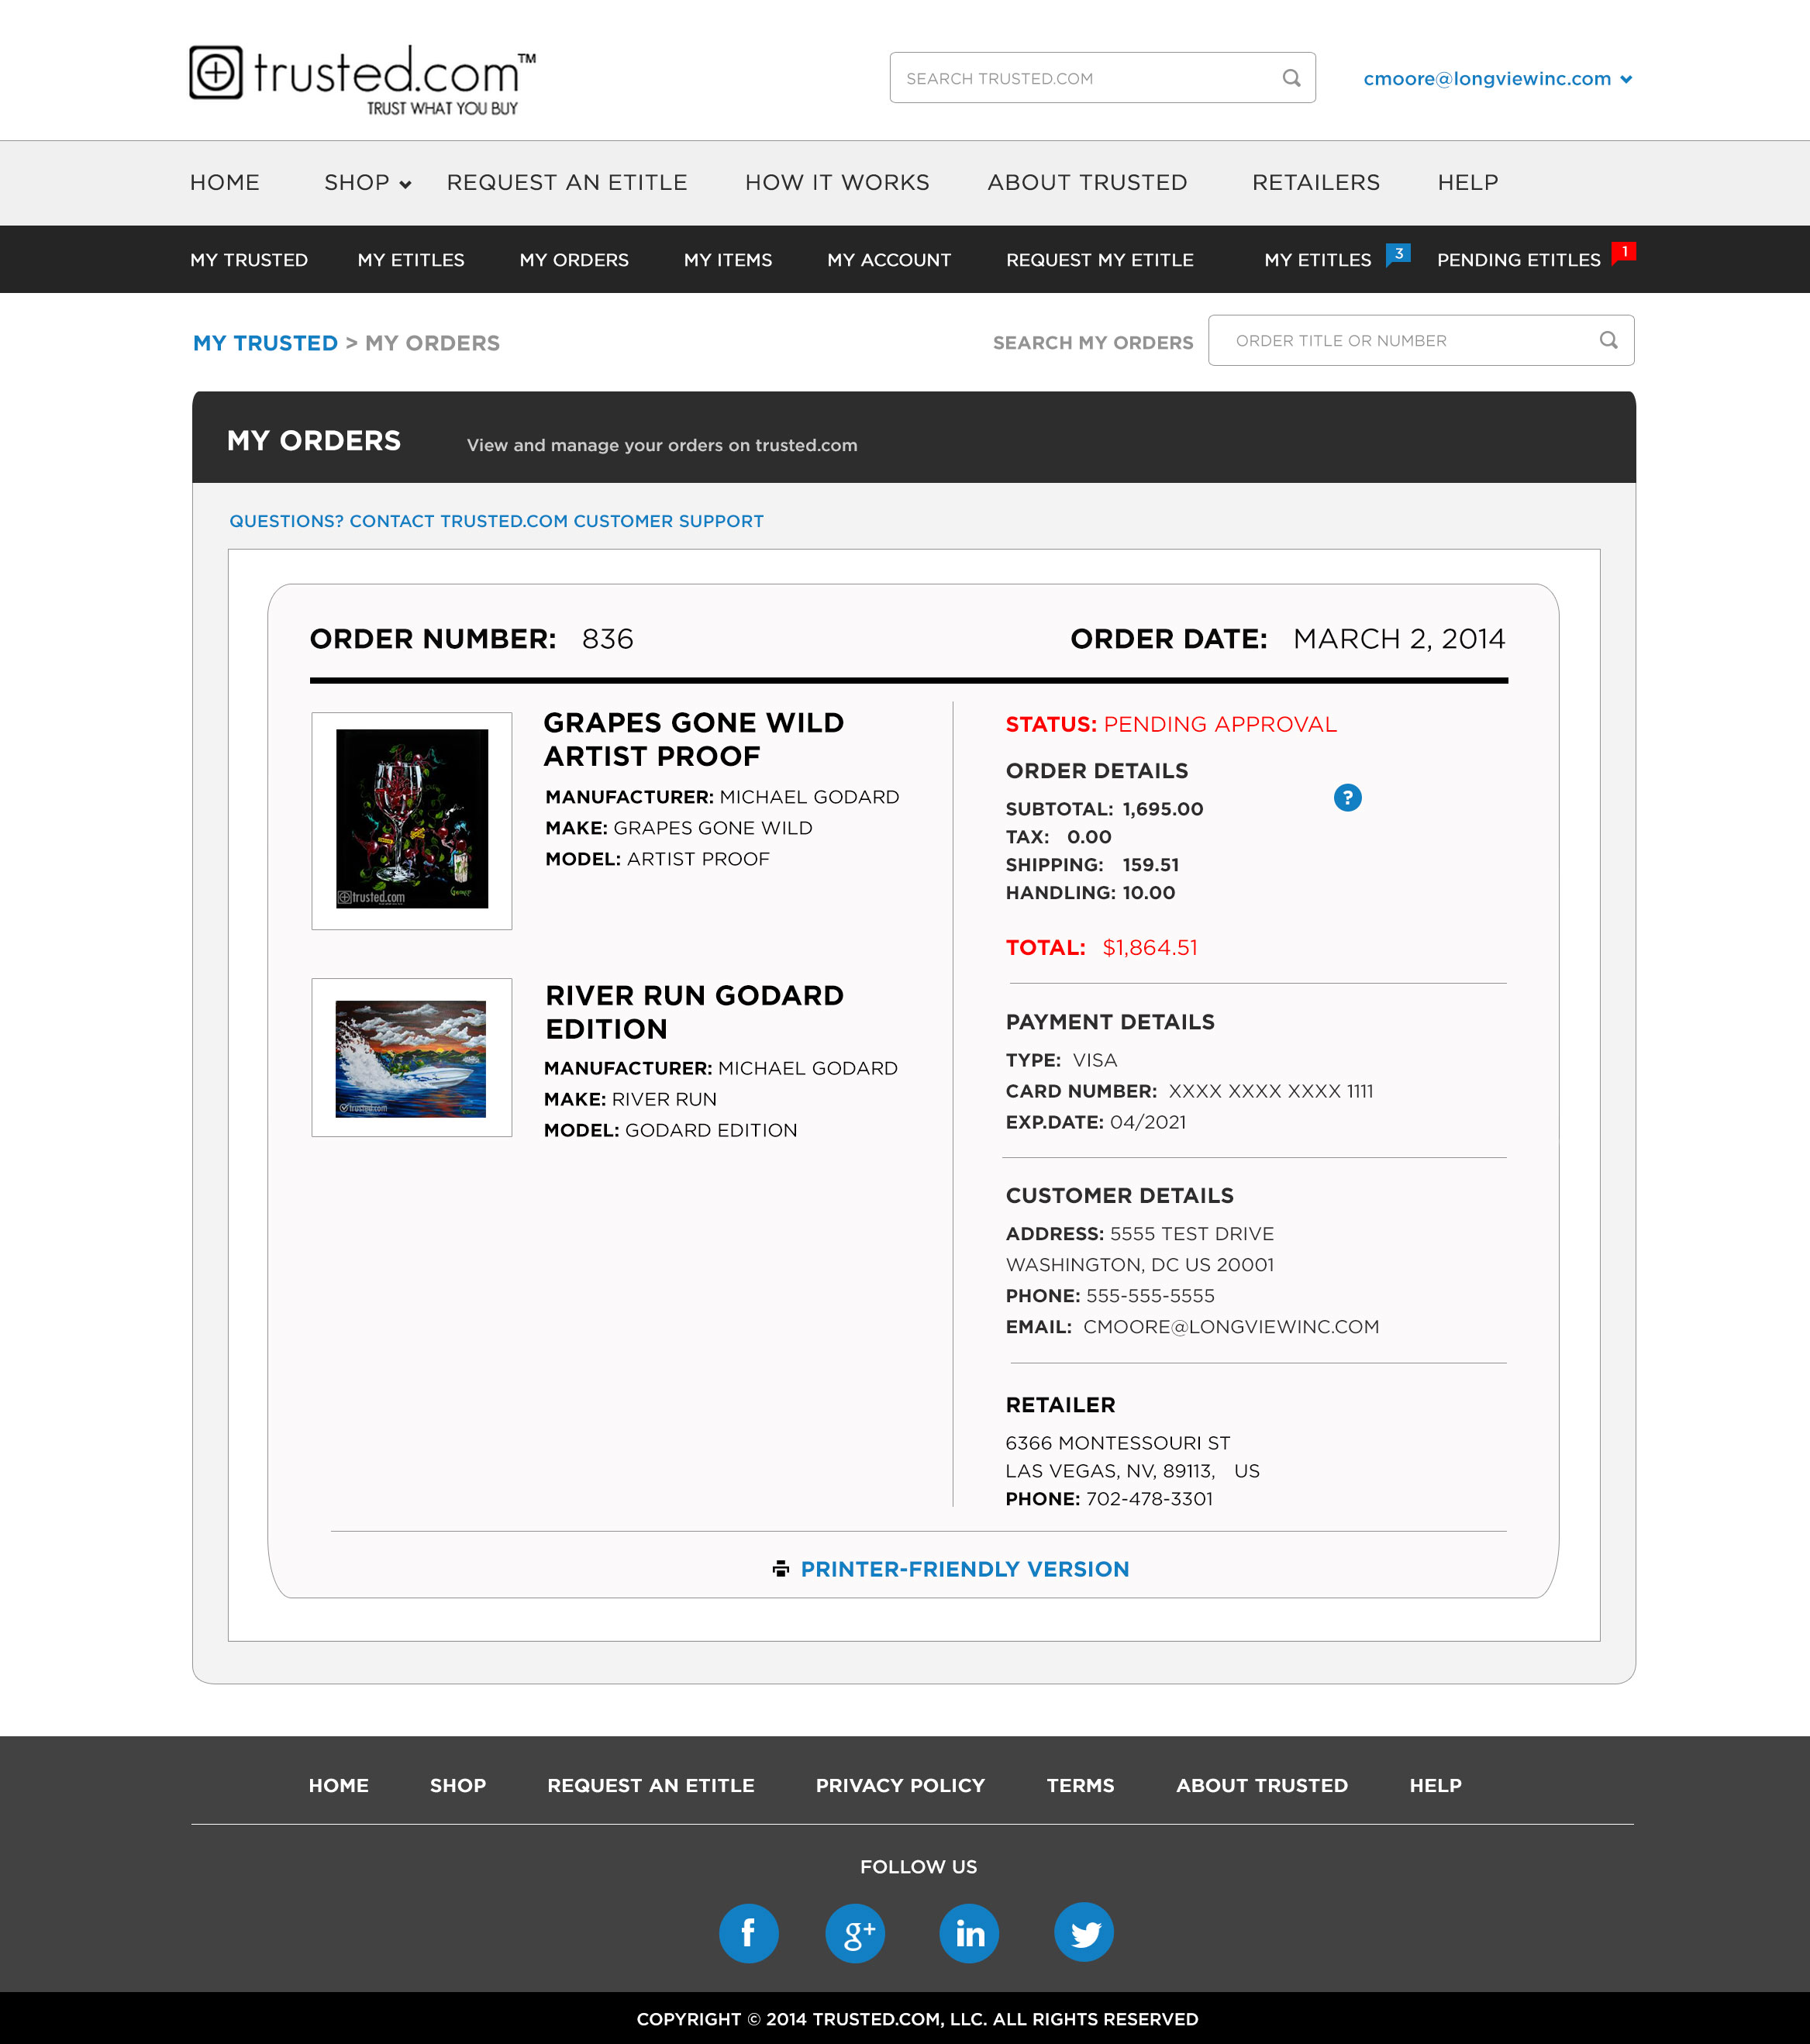 trusted.com™
TRUST WHAT YOU BUY
SEARCH TRUSTED.COM
cmoore@longviewinc.com
HOME SHOP REQUEST AN ETITLE HOW IT WORKS ABOUT TRUSTED RETAILERS HELP
MY TRUSTED MY ETITLES MY ORDERS MY ITEMS MY ACCOUNT REQUEST MY ETITLE MY ETITLES 3 PENDING ETITLES 1
MY TRUSTED > MY ORDERS
SEARCH MY ORDERS ORDER TITLE OR NUMBER
MY ORDERS View and manage your orders on trusted.com
QUESTIONS? CONTACT TRUSTED.COM CUSTOMER SUPPORT
ORDER NUMBER: 836
ORDER DATE: MARCH 2, 2014
GRAPES GONE WILD
ARTIST PROOF
MANUFACTURER: MICHAEL GODARD
MAKE: GRAPES GONE WILD
MODEL: ARTIST PROOF
trusted.com
RIVER RUN GODARD
EDITION
MANUFACTURER: MICHAEL GODARD
MAKE: RIVER RUN
MODEL: GODARD EDITION
trusted.com
STATUS: PENDING APPROVAL
ORDER DETAILS
?
SUBTOTAL: 1,695.00
TAX: 0.00
SHIPPING: 159.51
HANDLING: 10.00
TOTAL: $1,864.51
PAYMENT DETAILS
TYPE: VISA
CARD NUMBER: XXXX XXXX XXXX 1111
EXP.DATE: 04/2021
CUSTOMER DETAILS
ADDRESS: 5555 TEST DRIVE
WASHINGTON, DC US 20001
PHONE: 555-555-5555
EMAIL: CMOORE@LONGVIEWINC.COM
RETAILER
6366 MONTESSOURI ST
LAS VEGAS, NV, 89113, US
PHONE: 702-478-3301
PRINTER-FRIENDLY VERSION
HOME SHOP REQUEST AN ETITLE PRIVACY POLICY TERMS ABOUT TRUSTED HELP
FOLLOW US
f g+ in
COPYRIGHT © 2014 TRUSTED.COM, LLC. ALL RIGHTS RESERVED